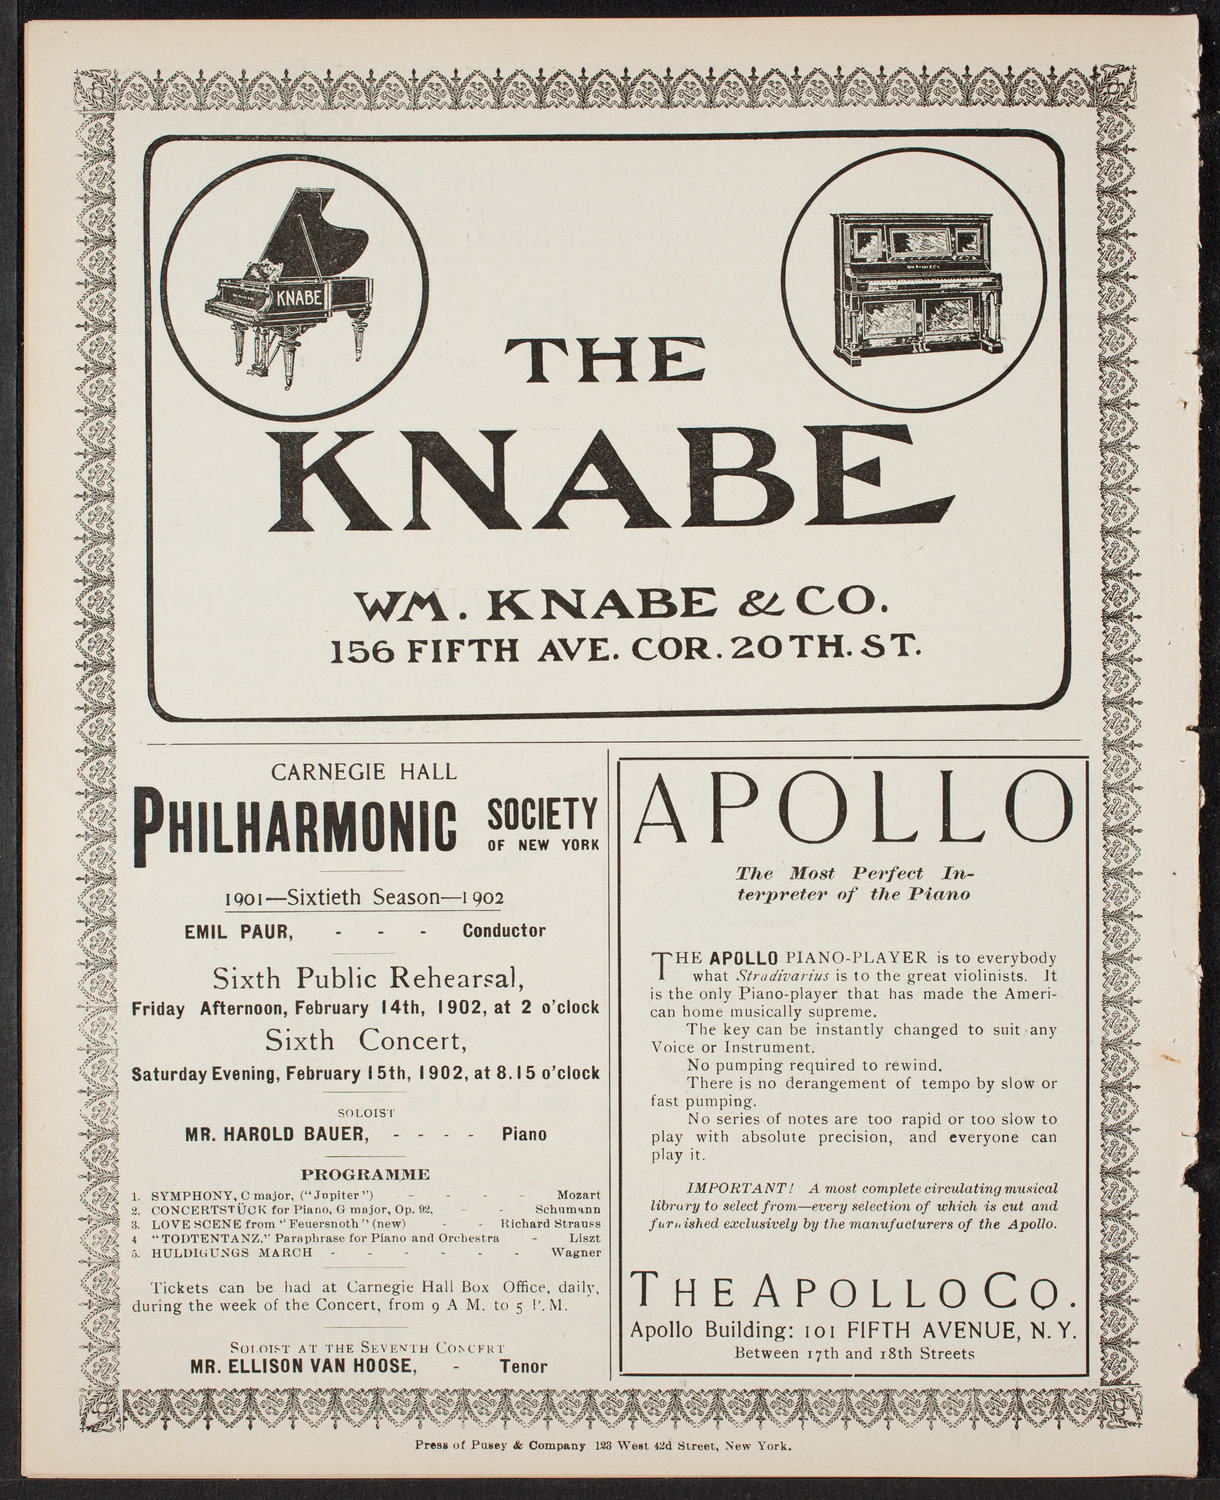 KNABE
THE
KNABE
WM. KNABE & CO.
156 FIFTH AVE. COR. 20TH. ST.
CARNEGIE HALL
PHILHARMONIC SOCIETY
OF NEW YORK
1901—Sixtieth Season—1902
EMIL PAUR, - - - Conductor
Sixth Public Rehearsal,
Friday Afternoon, February 14th, 1902, at 2 o'clock
Sixth Concert,
Saturday Evening, February 15th, 1902, at 8.15 o'clock
SOLOIST
MR. HAROLD BAUER, - - - - Piano
PROGRAMME
1. SYMPHONY, C major, ("Jupiter") - - - - Mozart
2. CONCERTSTÜCK for Piano, G major, Op. 92, - - Schumann
3. LOVE SCENE from "Feuersnoth" (new) - - Richard Strauss
4 "TODTENTANZ," Paraphrase for Piano and Orchestra - Liszt
5. HULDIGUNGS MARCH - - - - - - Wagner
Tickets can be had at Carnegie Hall Box Office, daily,
during the week of the Concert, from 9 A M. to 5 P.M.
SOLOIST AT THE SEVENTH CONCERT
MR. ELLISON VAN HOOSE, - Tenor
APOLLO
The Most Perfect In-
terpreter of the Piano
THE APOLLO PIANO-PLAYER is to everybody
what Stradivarius is to the great violinists. It
is the only Piano-player that has made the Ameri-
can home musically supreme.
The key can be instantly changed to suit any
Voice or Instrument.
No pumping required to rewind.
There is no derangement of tempo by slow or
fast pumping.
No series of notes are too rapid or too slow to
play with absolute precision, and everyone can
play it.
IMPORTANT! A most complete circulating musical
library to select from—every selection of which is cut and
furnished exclusively by the manufacturers of the Apollo.
THE APOLLO CO.
Apollo Building: 101 FIFTH AVENUE, N.Y.
Between 17th and 18th Streets
Press of Pusey & Company 123 West 42d Street, New York.